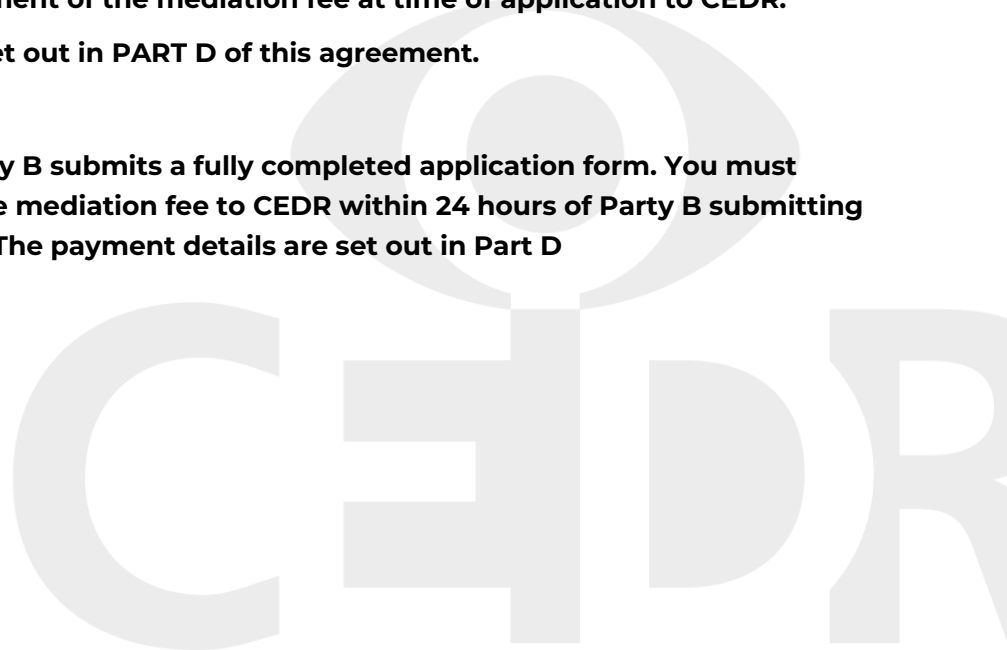 ment of the mediation fee at time of application to CEDR.
et out in PART D of this agreement.
y B submits a fully completed application form. You must
e mediation fee to CEDR within 24 hours of Party B submitting
The payment details are set out in Part D
CEDR